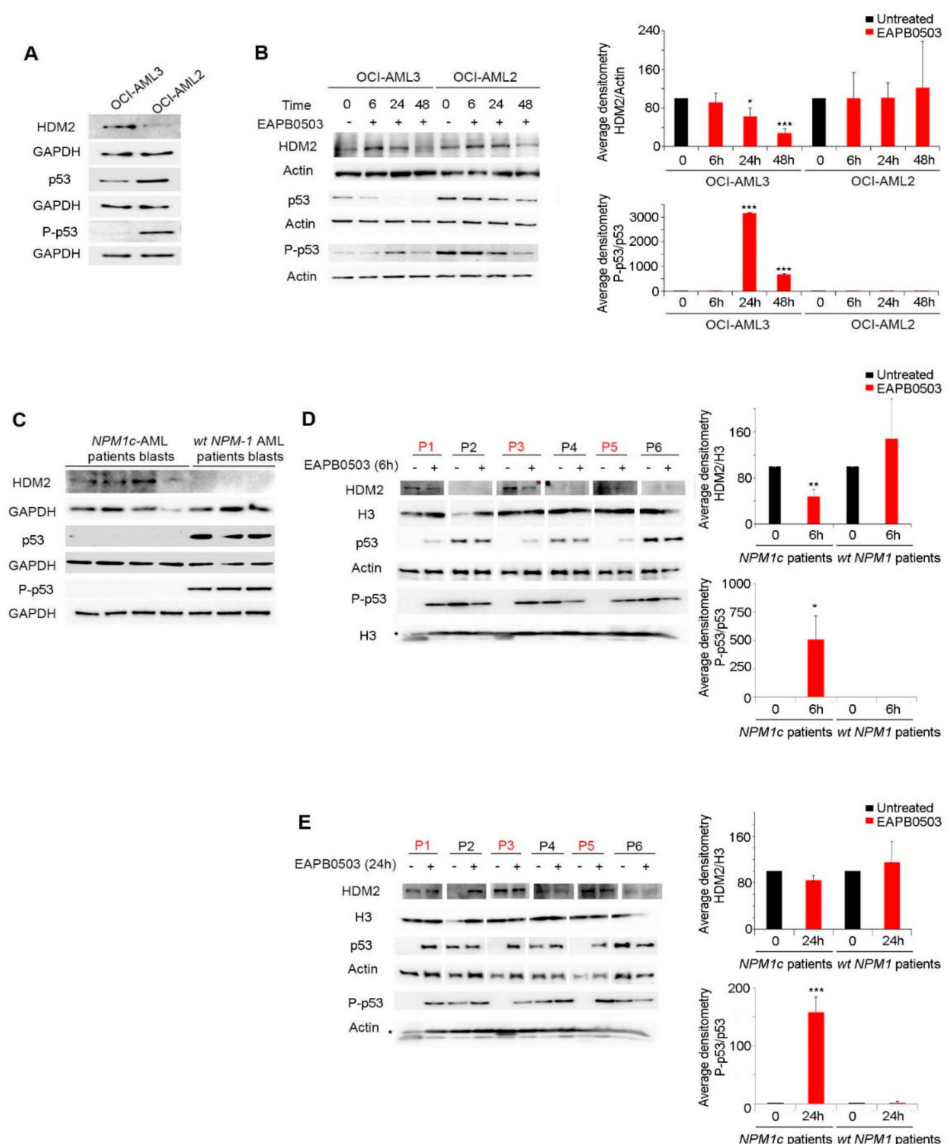 A
OCI-AML3
OCI-AML2
HDM2
GAPDH
p53
GAPDH
P-p53
GAPDH
B
OCI-AML3 OCI-AML2
Time 0 6 24 48 0 6 24 48
EAPB0503 - + + + - + + +
HDM2
Actin
p53
Actin
P-p53
Actin
Untreated
EAPB0503
Average densitometry
HDM2/Actin
240
160
80
0
* ***
0 6h 24h 48h 0 6h 24h 48h
OCI-AML3 OCI-AML2
Average densitometry
P-p53/p53
3000
2000
1000
0
*** ***
0 6h 24h 48h 0 6h 24h 48h
OCI-AML3 OCI-AML2
C
NPM1c-AML patients blasts
wt NPM-1 AML patients blasts
HDM2
GAPDH
p53
GAPDH
P-p53
GAPDH
D
P1 P2 P3 P4 P5 P6
EAPB0503 (6h) - + - + - + - + - + - +
HDM2
H3
p53
Actin
P-p53
H3 *
Untreated
EAPB0503
Average densitometry
HDM2/H3
160
80
0
**
0 6h 0 6h
NPM1c patients wt NPM1 patients
Average densitometry
P-p53/p53
1000
750
500
250
0
*
0 6h 0 6h
NPM1c patients wt NPM1 patients
E
P1 P2 P3 P4 P5 P6
EAPB0503 (24h) - + - + - + - + - + - +
HDM2
H3
p53
Actin
P-p53
Actin *
Untreated
EAPB0503
Average densitometry
HDM2/H3
160
80
0
0 24h 0 24h
NPM1c patients wt NPM1 patients
Average densitometry
P-p53/p53
200
100
0
***
0 24h 0 24h
NPM1c patients wt NPM1 patients